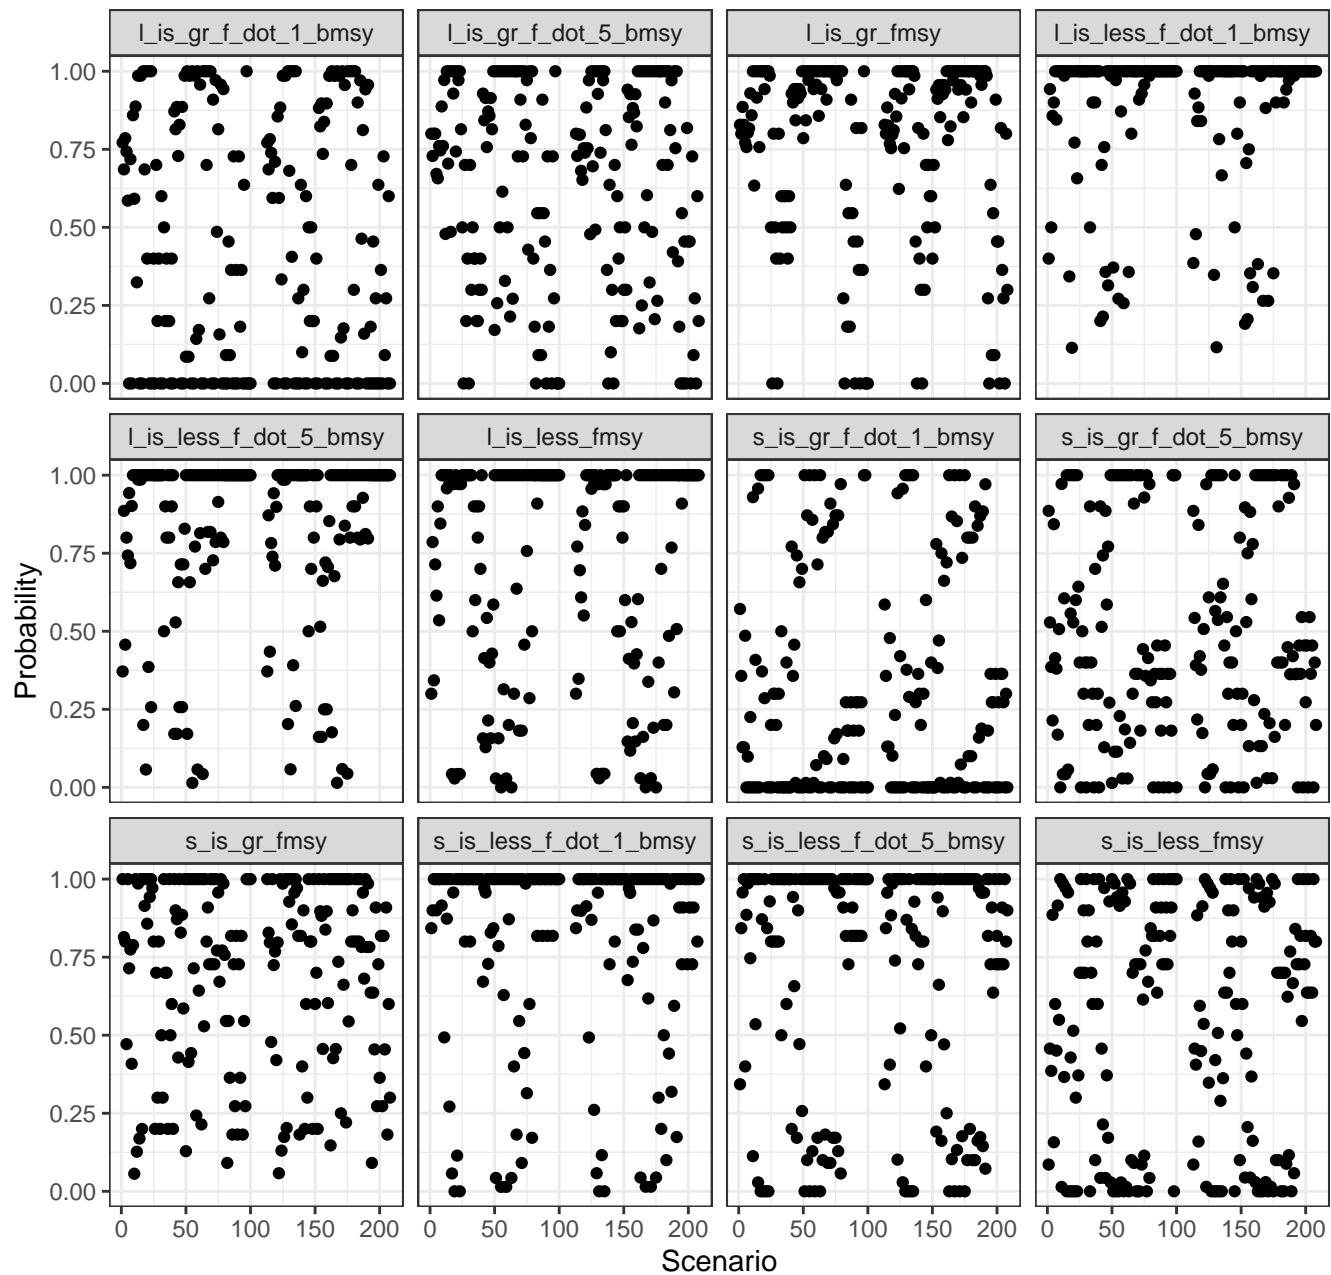 l_is_gr_f_dot_1_bmsy l_is_gr_f_dot_5_bmsy l_is_gr_fmsy l_is_less_f_dot_1_bmsy
1.00
0.75
0.50
0.25
0.00
l_is_less_f_dot_5_bmsy l_is_less_fmsy s_is_gr_f_dot_1_bmsy s_is_gr_f_dot_5_bmsy
1.00
0.75
0.50
0.25
0.00
Probability
s_is_gr_fmsy s_is_less_f_dot_1_bmsy s_is_less_f_dot_5_bmsy s_is_less_fmsy
1.00
0.75
0.50
0.25
0.00
0 50 100 150 200 0 50 100 150 200 0 50 100 150 200 0 50 100 150 200
Scenario